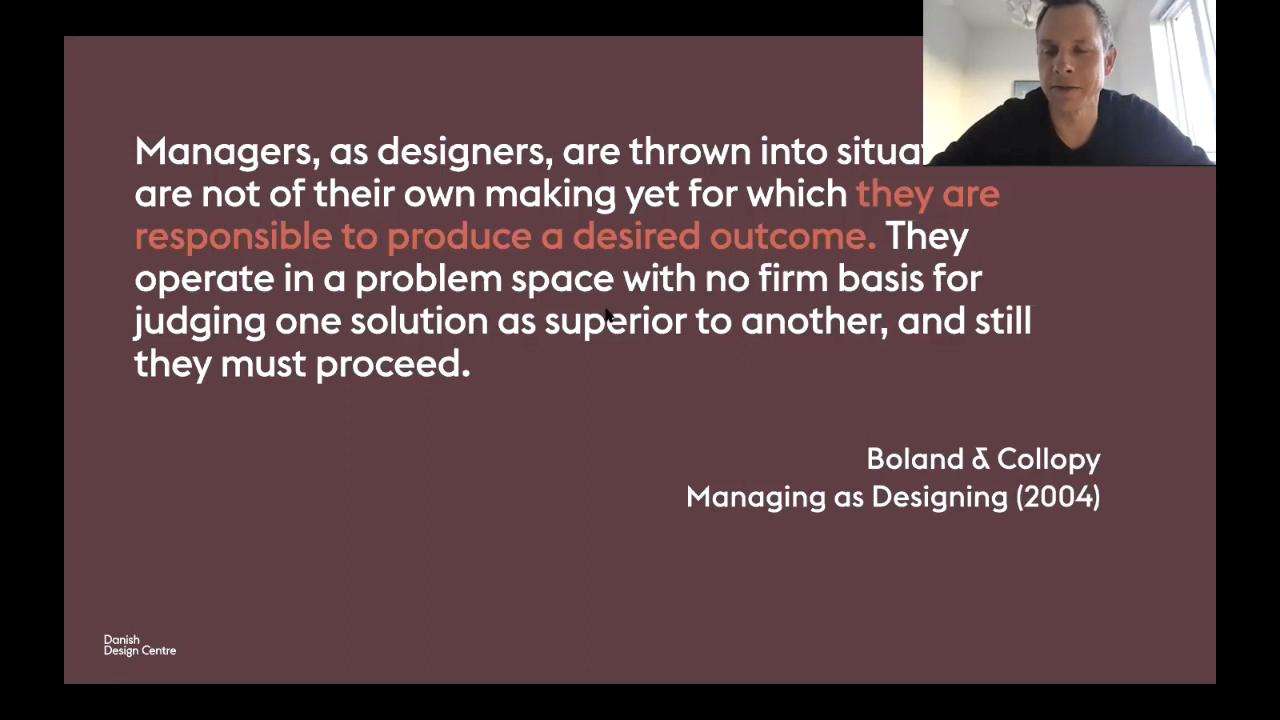 Managers, as designers, are thrown into
are not of their own making yet for which they are
responsible to produce a desired outcome. They
operate in a problem space with no firm basis for
judging one solution as superior to another, and still
they must proceed.
Boland & Collopy
Managing as Designing (2004)
Danish
Design Centre